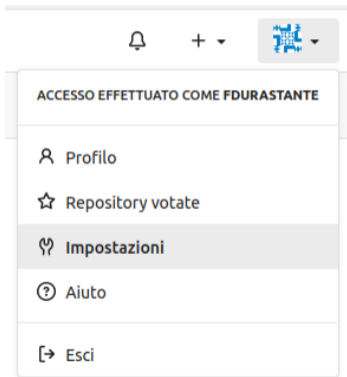 ACCESSO EFFETTUATO COME FDURASTANTE
Profilo
Repository votate
Impostazioni
Aiuto
Esci